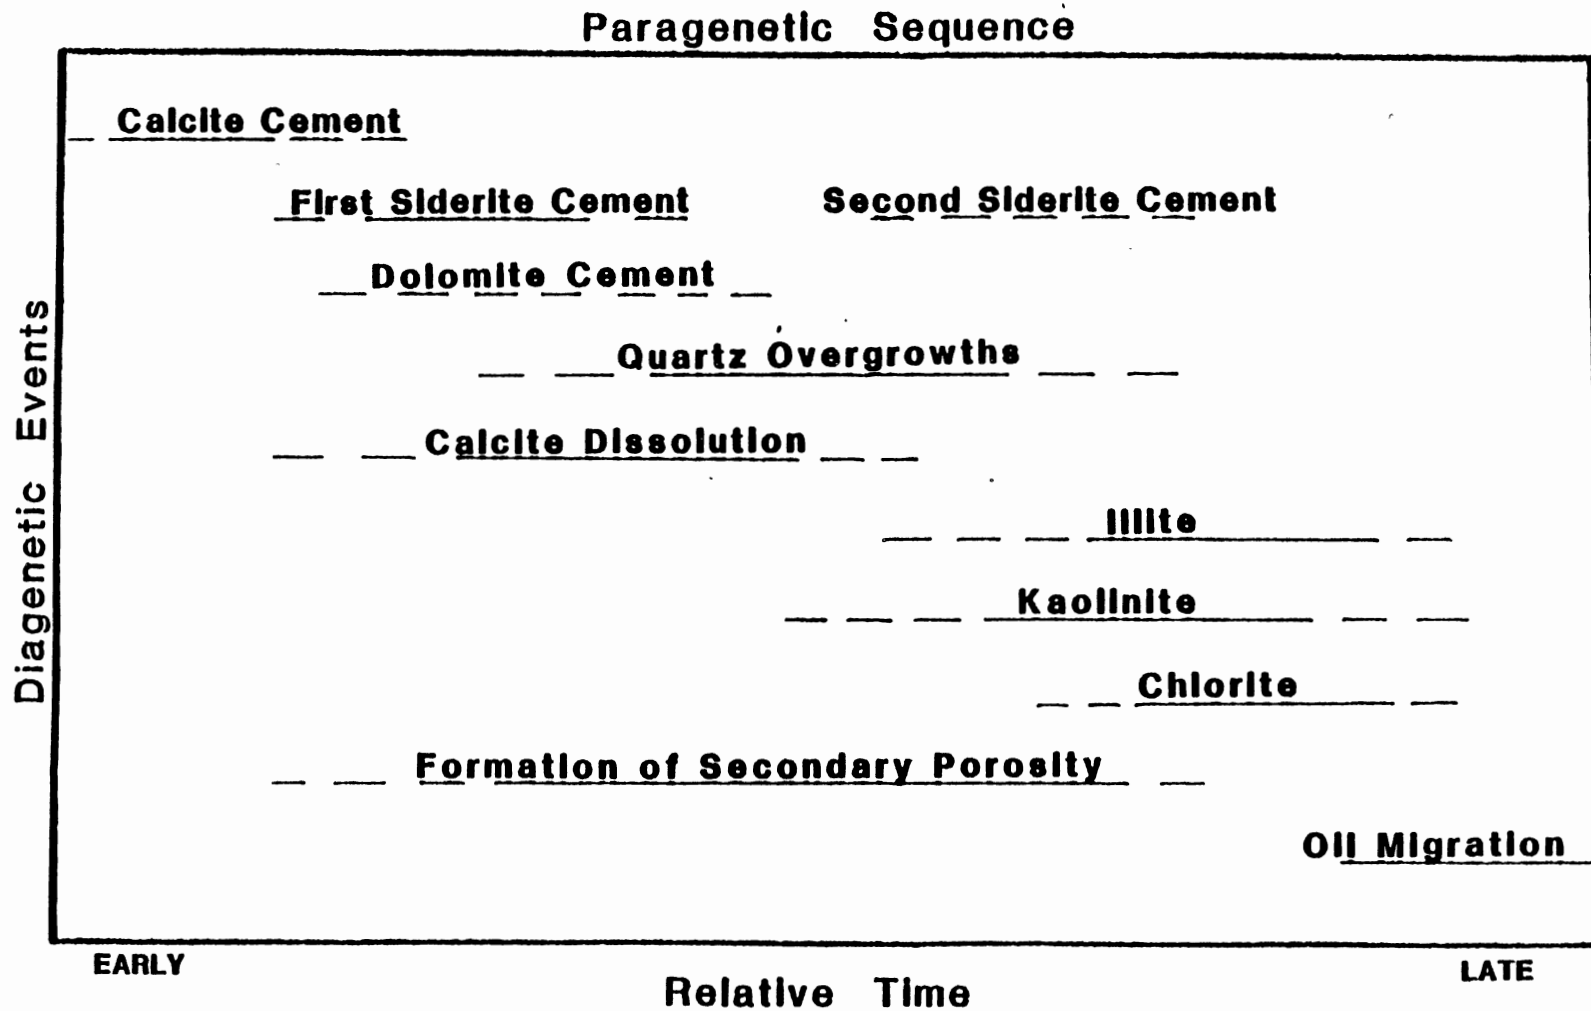 Paragenetic Sequence
Calcite Cement
First Siderite Cement
Second Siderite Cement
Dolomite Cement
Quartz Overgrowths
Calcite Dissolution
Illite
Kaolinite
Chlorite
Formation of Secondary Porosity
Oil Migration
Diagenetic Events
EARLY
LATE
Relative Time